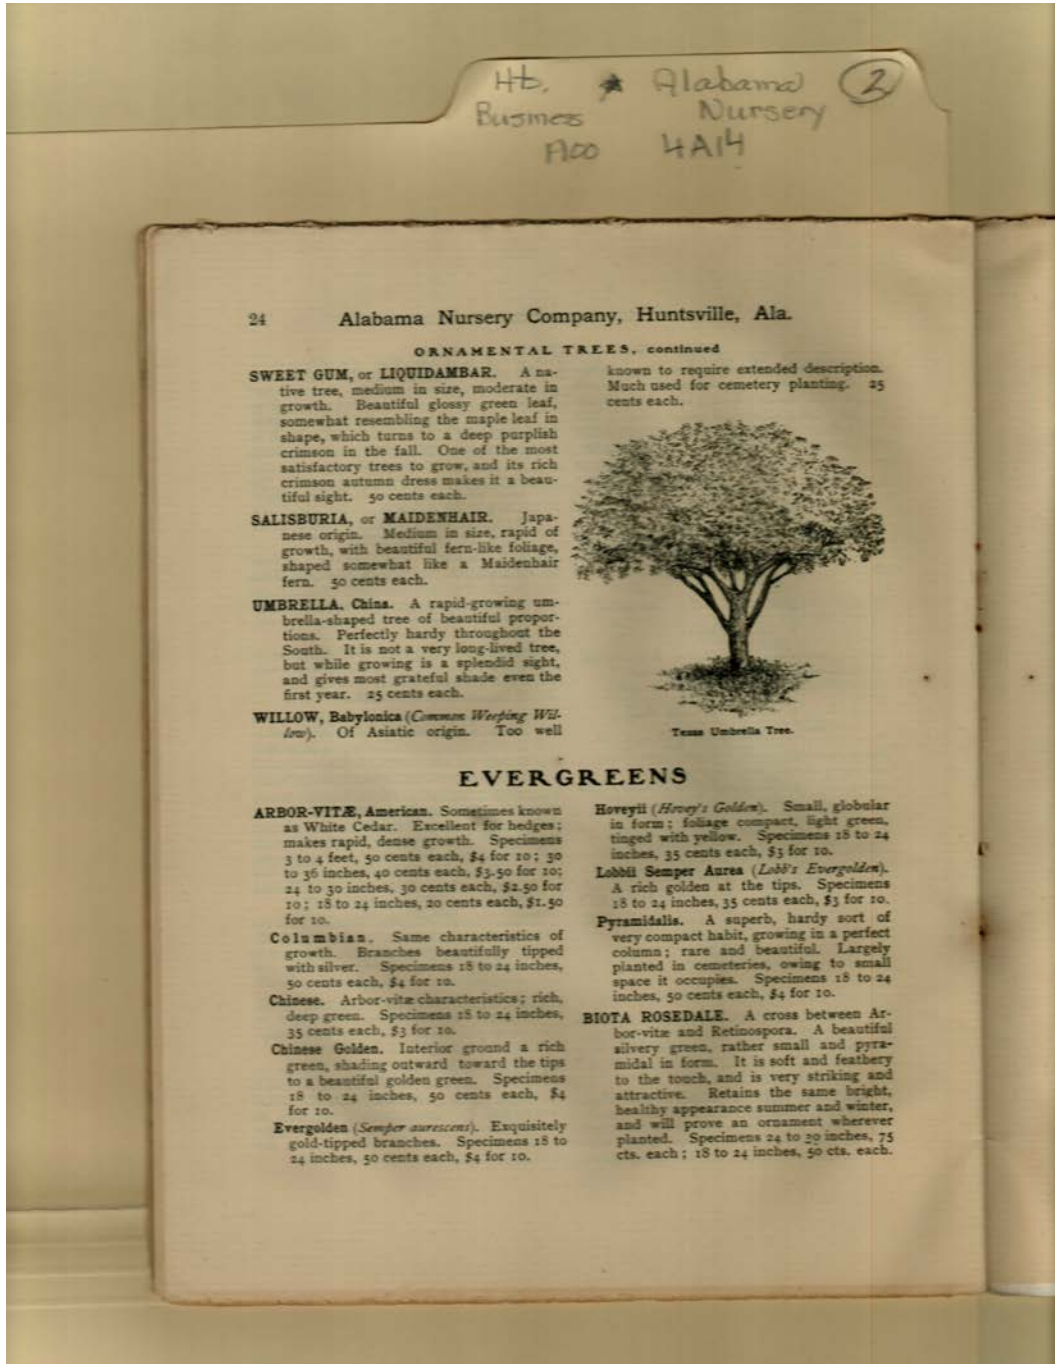 Hb. * Alabama 2
Business Nursery
4A14
24 Alabama Nursery Company, Huntsville, Ala.
ORNAMENTAL TREES, continued
SWEET GUM, or LIQUIDAMBAR. A na-
tive tree, medium in size, moderate in
growth. Beautiful glossy green leaf,
somewhat resembling the maple leaf in
shape, which turns to a deep purplish
crimson in the fall. One of the most
satisfactory trees to grow, and its rich
crimson autumn dress makes it a beau-
tiful sight. 50 cents each.
SALISBURIA, or MAIDENHAIR. Japa-
nese origin. Medium in size, rapid of
growth, with beautiful fern-like foliage,
shaped somewhat like a Maidenhair
fern. 50 cents each.
UMBRELLA. China. A rapid-growing um-
brella-shaped tree of beautiful propor-
tions. Perfectly hardy throughout the
South. It is not a very long-lived tree,
but while growing is a splendid sight,
and gives most grateful shade even the
first year. 25 cents each.
WILLOW, Babylonica (Common Weeping Wil-
low). Of Asiatic origin. Too well
known to require extended description.
Much used for cemetery planting. 25
cents each.
Texas Umbrella Tree.
EVERGREENS
ARBOR-VITÆ, American. Sometimes known
as White Cedar. Excellent for hedges;
makes rapid, dense growth. Specimens
3 to 4 feet, 50 cents each, $4 for 10; 30
to 36 inches, 40 cents each, $3.50 for 10;
24 to 30 inches, 30 cents each, $2.50 for
10; 18 to 24 inches, 20 cents each, $1.50
for 10.
Columbian. Same characteristics of
growth. Branches beautifully tipped
with silver. Specimens 18 to 24 inches,
50 cents each, $4 for 10.
Chinese. Arbor-vitæ characteristics; rich,
deep green. Specimens 18 to 24 inches,
35 cents each, $3 for 10.
Chinese Golden. Interior ground a rich
green, shading outward toward the tips
to a beautiful golden green. Specimens
18 to 24 inches, 50 cents each, $4
for 10.
Evergolden (Semper aurescens). Exquisitely
gold-tipped branches. Specimens 18 to
24 inches, 50 cents each, $4 for 10.
Hoveyii (Hovey's Golden). Small, globular
in form; foliage compact, light green,
tinged with yellow. Specimens 18 to 24
inches, 35 cents each, $3 for 10.
Lobbii Semper Aurea (Lobb's Evergolden).
A rich golden at the tips. Specimens
18 to 24 inches, 35 cents each, $3 for 10.
Pyramidalis. A superb, hardy sort of
very compact habit, growing in a perfect
column; rare and beautiful. Largely
planted in cemeteries, owing to small
space it occupies. Specimens 18 to 24
inches, 50 cents each, $4 for 10.
BIOTA ROSEDALE. A cross between Ar-
bor-vitæ and Retinospora. A beautiful
silvery green, rather small and pyra-
midal in form. It is soft and feathery
to the touch, and is very striking and
attractive. Retains the same bright,
healthy appearance summer and winter,
and will prove an ornament wherever
planted. Specimens 24 to 30 inches, 75
cts. each; 18 to 24 inches, 50 cts. each.